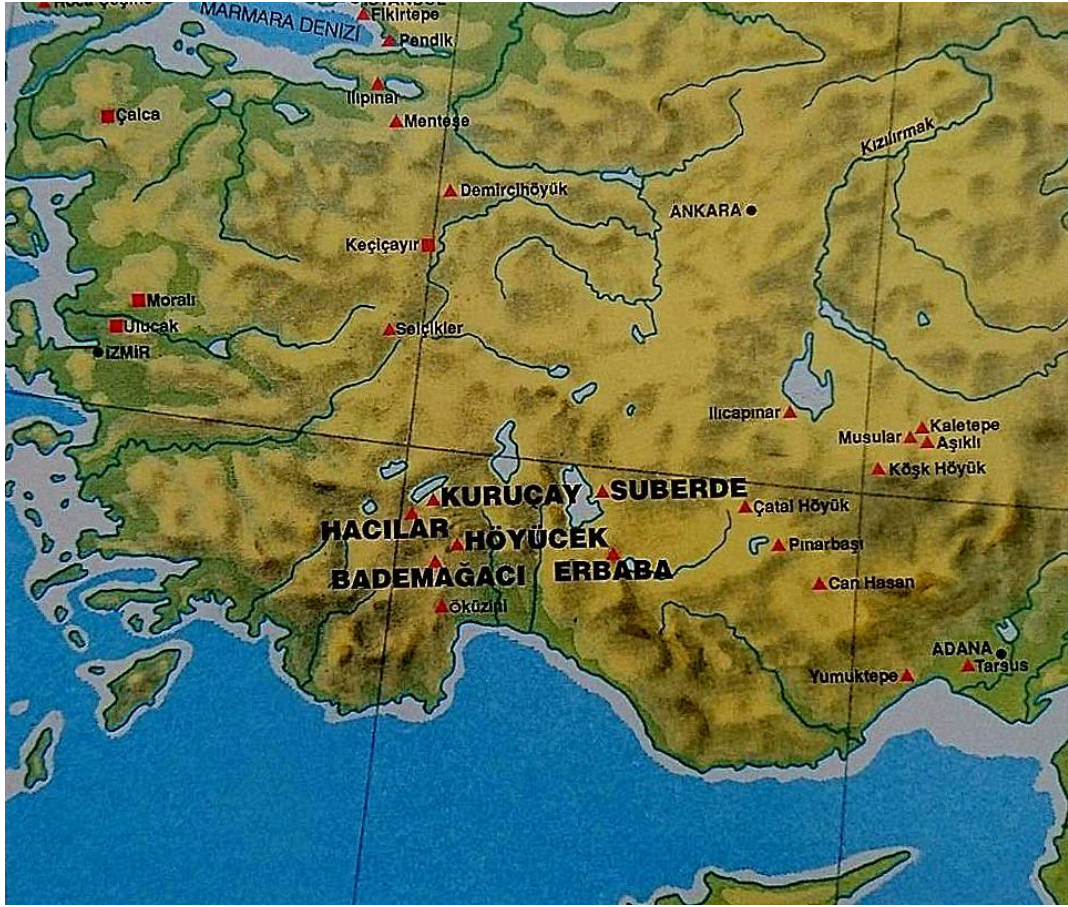 MARMARA DENİZİ
Fikirtepe
Pendik
Ilıpınar
Menteşe
Çalca
Kızılırmak
Demircihöyük
ANKARA
Keçiçayır
Moralı
Ulucak
İZMİR
Selçikler
Ilıcapınar
Kaletepe
Musular
Aşıklı
Köşk Höyük
KURUÇAY
SUBERDE
Çatal Höyük
HACILAR
HÖYÜCEK
Pınarbaşı
BADEMAĞACI
ERBABA
Can Hasan
Öküzini
ADANA
Tarsus
Yumuktepe